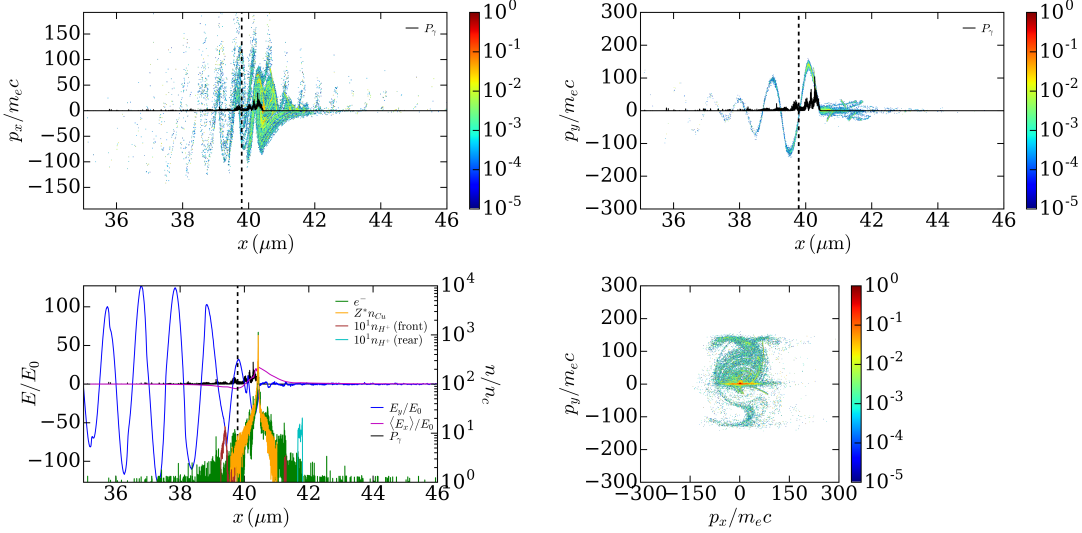 150
100
50
0
−50
−100
−150
36 38 40 42 44 46
x (μm)
p_x/m_e c
P_γ
10^0
10^-1
10^-2
10^-3
10^-4
10^-5
300
200
100
0
−100
−200
−300
36 38 40 42 44 46
x (μm)
p_y/m_e c
P_γ
10^0
10^-1
10^-2
10^-3
10^-4
10^-5
100
50
0
−50
−100
36 38 40 42 44 46
x (μm)
E/E_0
e^−
Z^*n_{Cu}
10^1 n_{H^+} (front)
10^1 n_{H^+} (rear)
E_y/E_0
⟨E_x⟩/E_0
P_γ
10^4
10^3
10^2
10^1
10^0
n/n_c
300
200
100
0
−100
−200
−300
−300 −150 0 150 300
p_x/m_e c
p_y/m_e c
10^0
10^-1
10^-2
10^-3
10^-4
10^-5